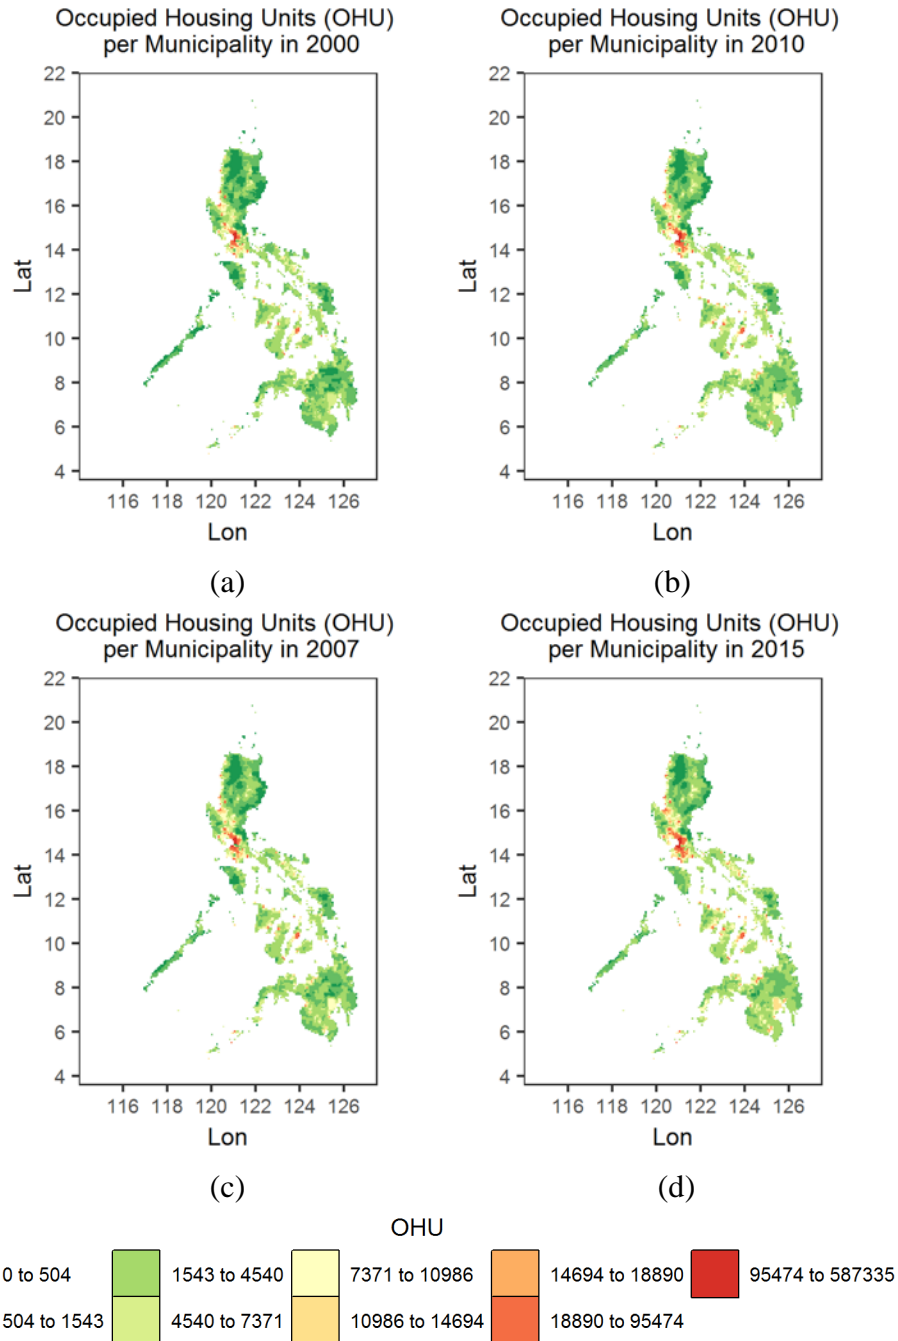 Occupied Housing Units (OHU)
per Municipality in 2000
22
20
18
16
14
12
10
8
6
4
Lat
116 118 120 122 124 126
Lon
(a)
Occupied Housing Units (OHU)
per Municipality in 2010
22
20
18
16
14
12
10
8
6
4
Lat
116 118 120 122 124 126
Lon
(b)
Occupied Housing Units (OHU)
per Municipality in 2007
22
20
18
16
14
12
10
8
6
4
Lat
116 118 120 122 124 126
Lon
(c)
Occupied Housing Units (OHU)
per Municipality in 2015
22
20
18
16
14
12
10
8
6
4
Lat
116 118 120 122 124 126
Lon
(d)
OHU
0 to 504 1543 to 4540 7371 to 10986 14694 to 18890 95474 to 587335
504 to 1543 4540 to 7371 10986 to 14694 18890 to 95474